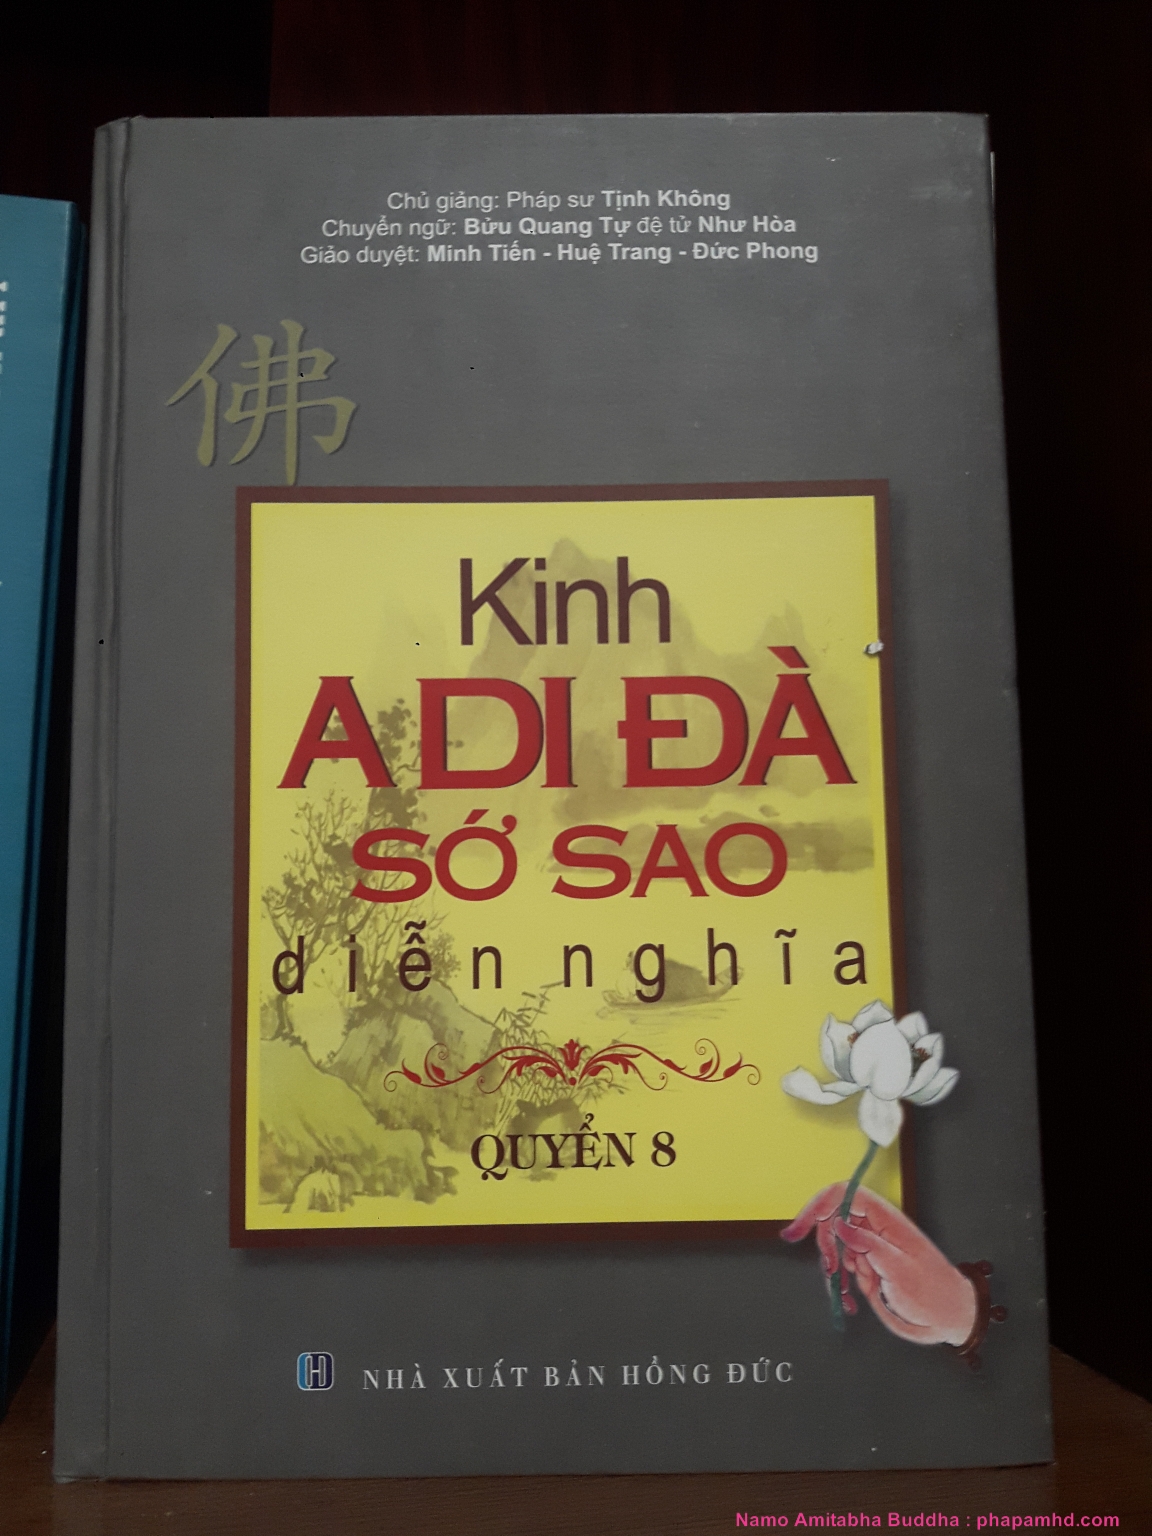 Chủ giảng: Pháp sư Tịnh Không
Chuyển ngữ: Bửu Quang Tự đệ tử Như Hòa
Giảo duyệt: Minh Tiến - Huệ Trang - Đức Phong
佛
Kinh
A DI ĐÀ
SỚ SAO
diễn nghĩa
QUYỂN 8
NHÀ XUẤT BẢN HỒNG ĐỨC
Namo Amitabha Buddha : phapamhd.com